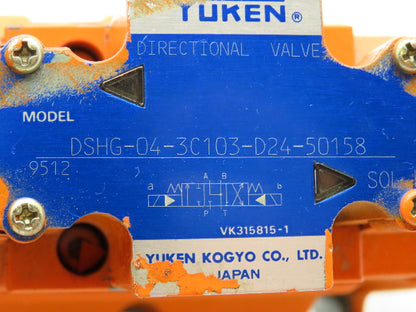 YUKEN®
DIRECTIONAL VALVE
MODEL
DSHG-04-3C103-D24-50158
9512
SOL
A B
a b
P T
VK315815-1
YUKEN KOGYO CO., LTD.
JAPAN